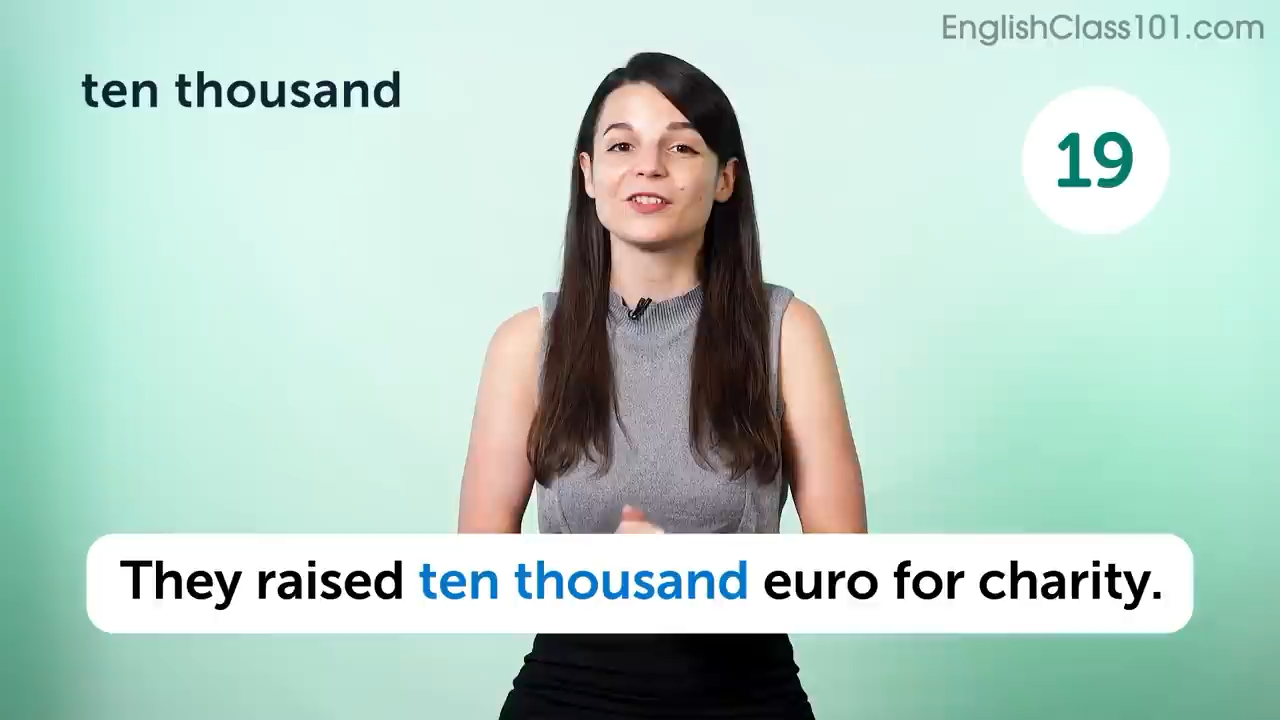 EnglishClass101.com
ten thousand
19
They raised ten thousand euro for charity.